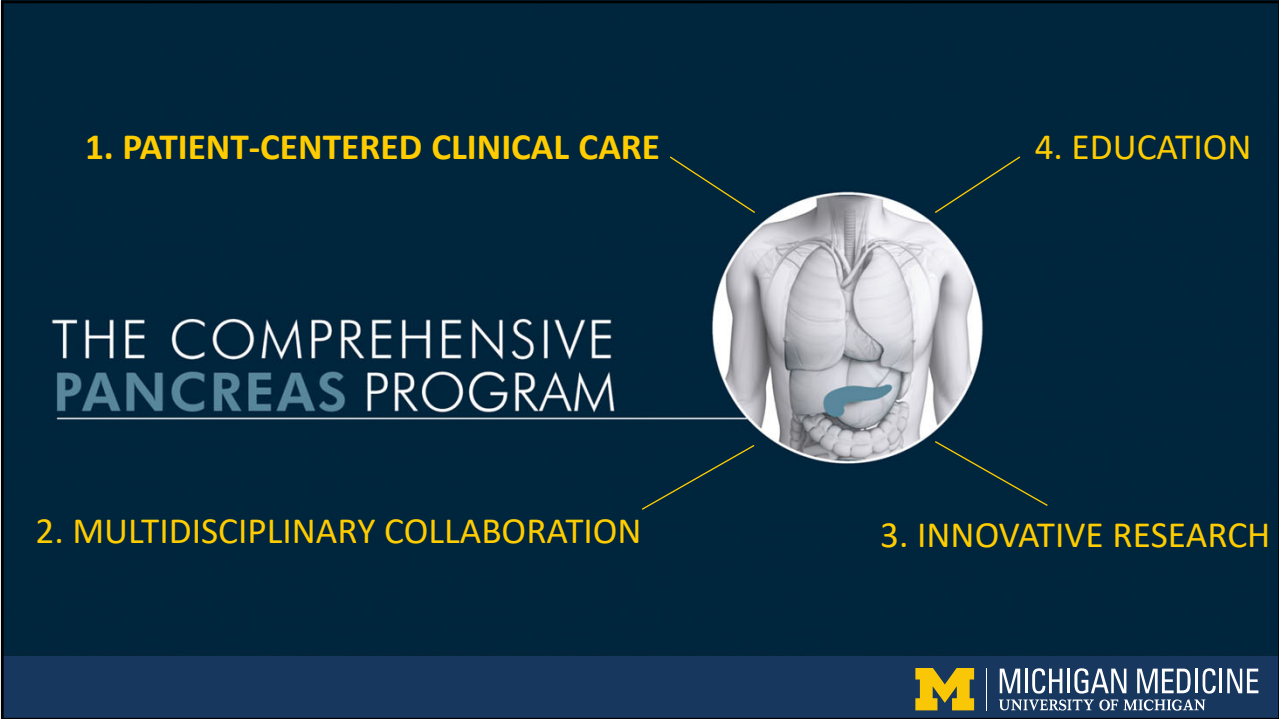 1. PATIENT-CENTERED CLINICAL CARE
4. EDUCATION
THE COMPREHENSIVE
PANCREAS PROGRAM
2. MULTIDISCIPLINARY COLLABORATION
3. INNOVATIVE RESEARCH
M
MICHIGAN MEDICINE
UNIVERSITY OF MICHIGAN